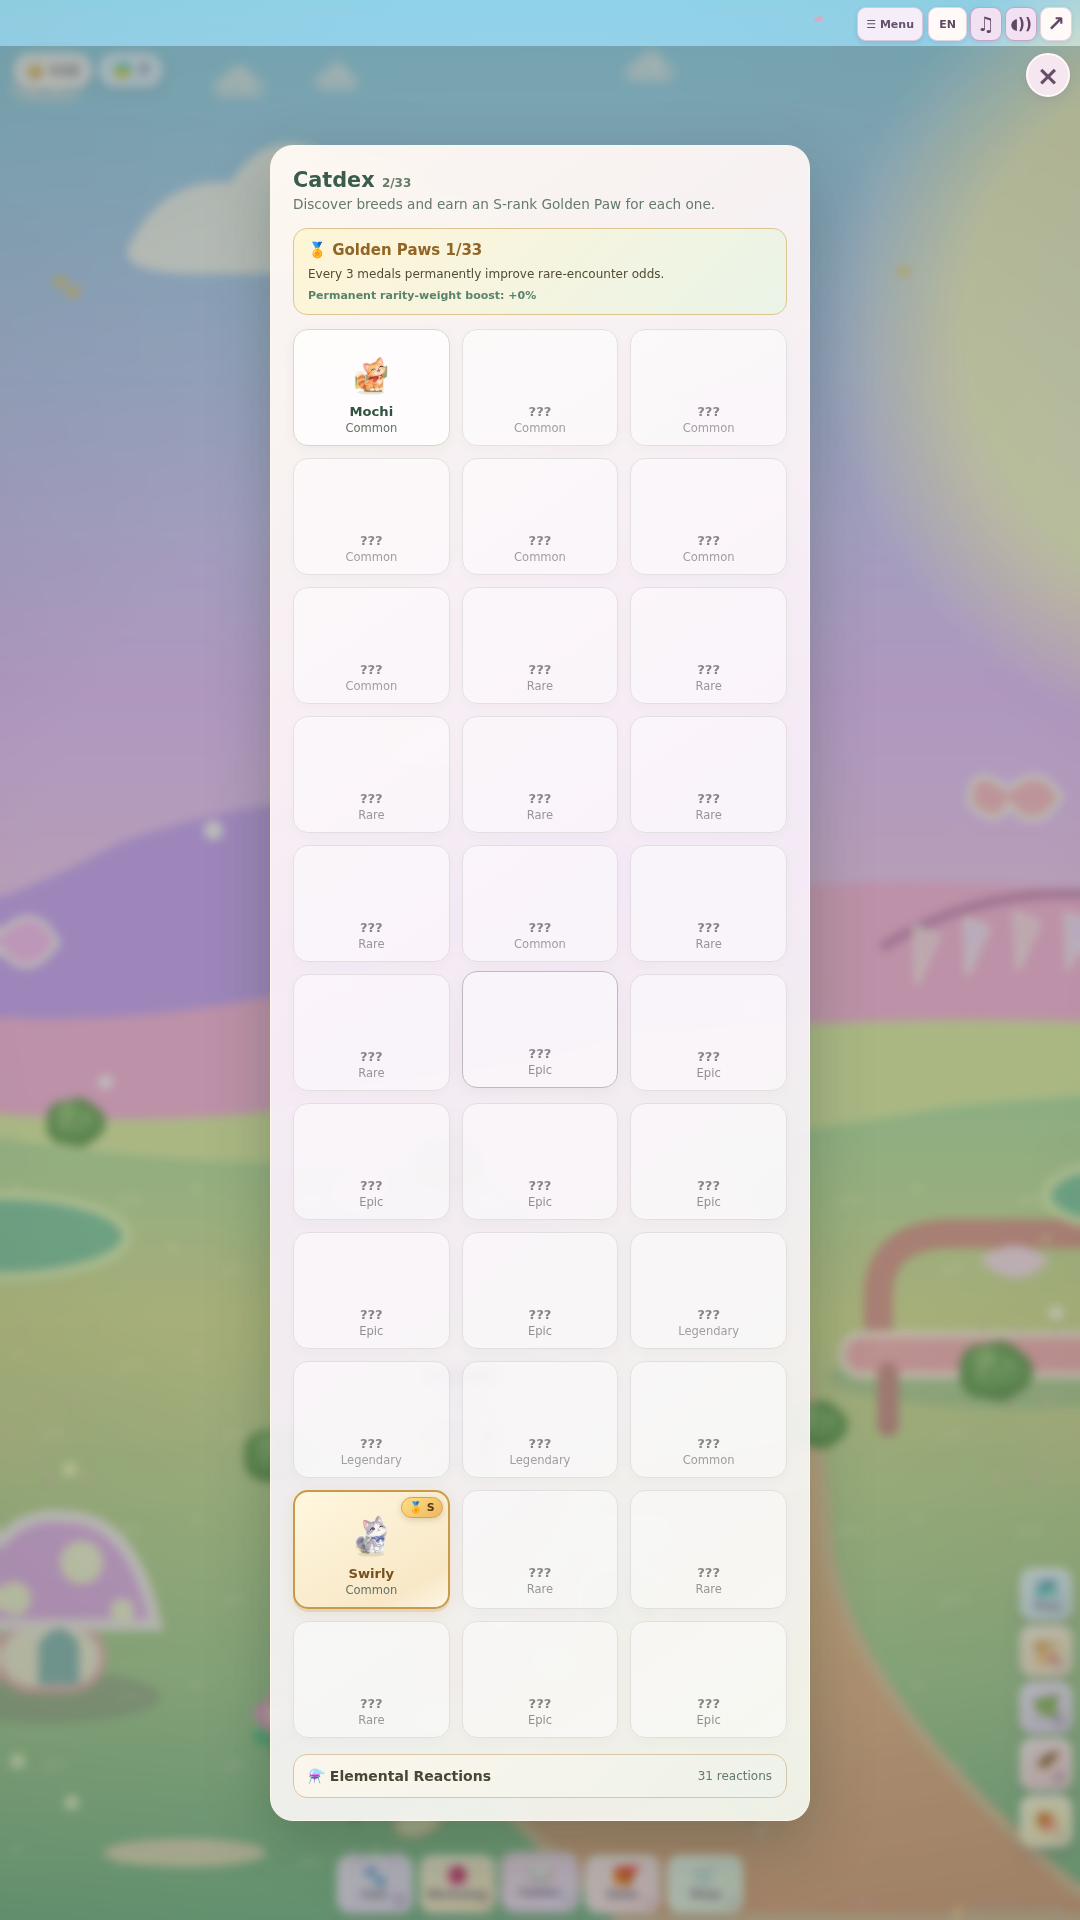 ☰ Menu
EN
Catdex 2/33
Discover breeds and earn an S-rank Golden Paw for each one.
🏅 Golden Paws 1/33
Every 3 medals permanently improve rare-encounter odds.
Permanent rarity-weight boost: +0%
Mochi
Common
???
Common
???
Common
???
Common
???
Common
???
Common
???
Common
???
Rare
???
Rare
???
Rare
???
Rare
???
Rare
???
Rare
???
Common
???
Rare
???
Rare
???
Epic
???
Epic
???
Epic
???
Epic
???
Epic
???
Epic
???
Epic
???
Legendary
???
Legendary
???
Legendary
???
Common
🏅 S
Swirly
Common
???
Rare
???
Rare
???
Rare
???
Epic
???
Epic
⚗️ Elemental Reactions
31 reactions